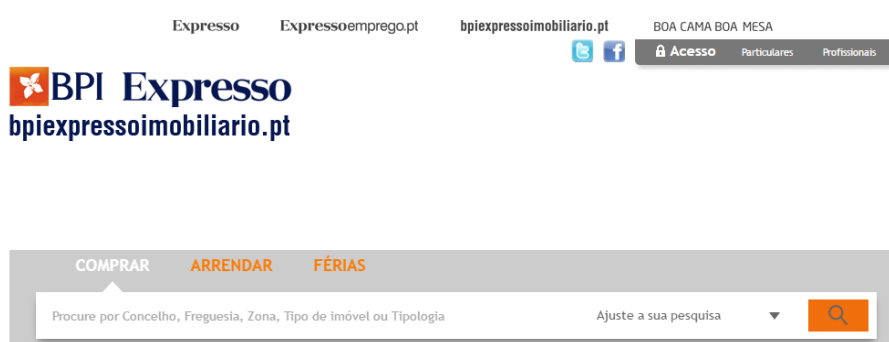 Expresso Expressoemprego.pt bpiexpressoimobiliario.pt BOA CAMA BOA MESA
Acesso Particulares Profissionais
BPI Expresso
bpiexpressoimobiliario.pt
COMPRAR ARRENDAR FÉRIAS
Procure por Concelho, Freguesia, Zona, Tipo de imóvel ou Tipologia Ajuste a sua pesquisa